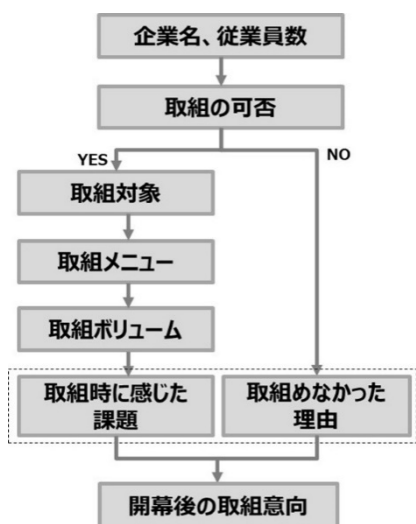 企業名、従業員数
取組の可否
YES
NO
取組対象
取組メニュー
取組ボリューム
取組時に感じた
課題
取組めなかった
理由
開幕後の取組意向